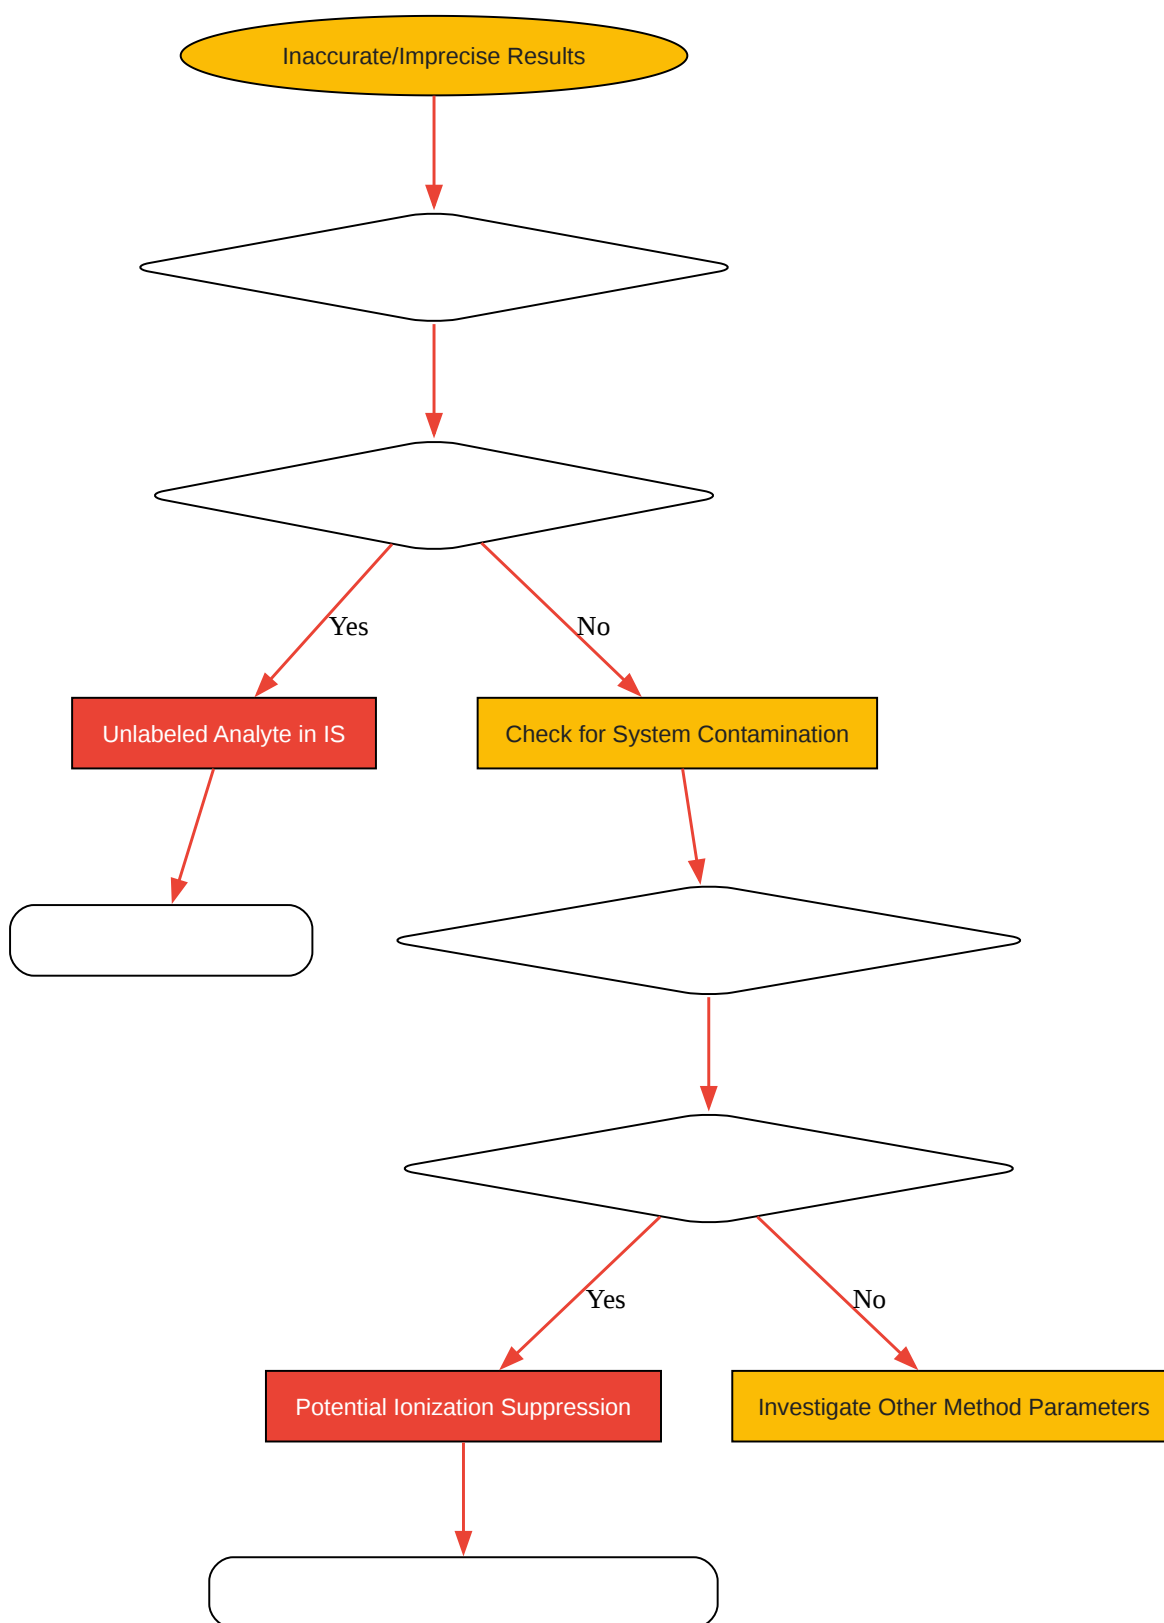 Inaccurate/Imprecise Results
Yes
No
Unlabeled Analyte in IS
Check for System Contamination
Yes
No
Potential Ionization Suppression
Investigate Other Method Parameters